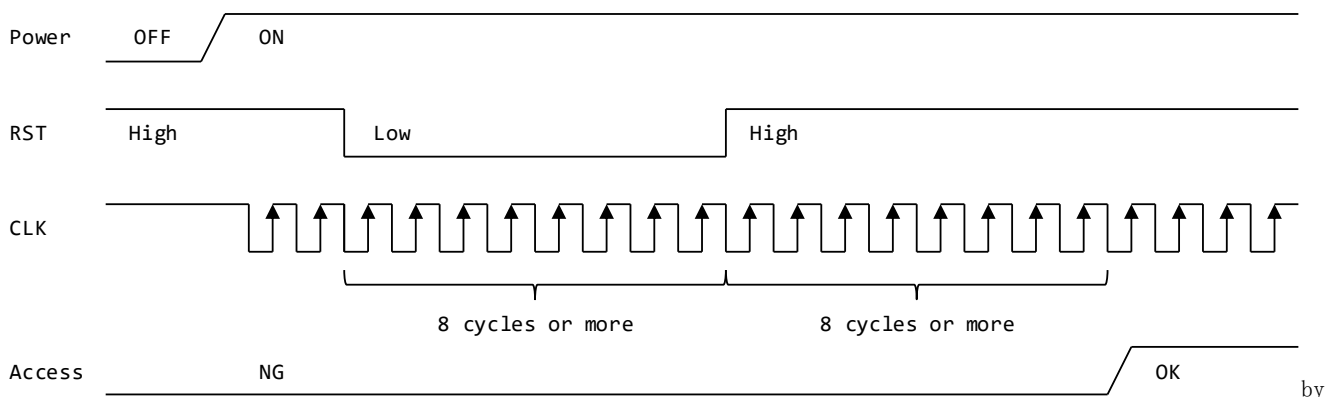 Power OFF ON
RST High Low High
CLK
8 cycles or more 8 cycles or more
Access NG OK
by